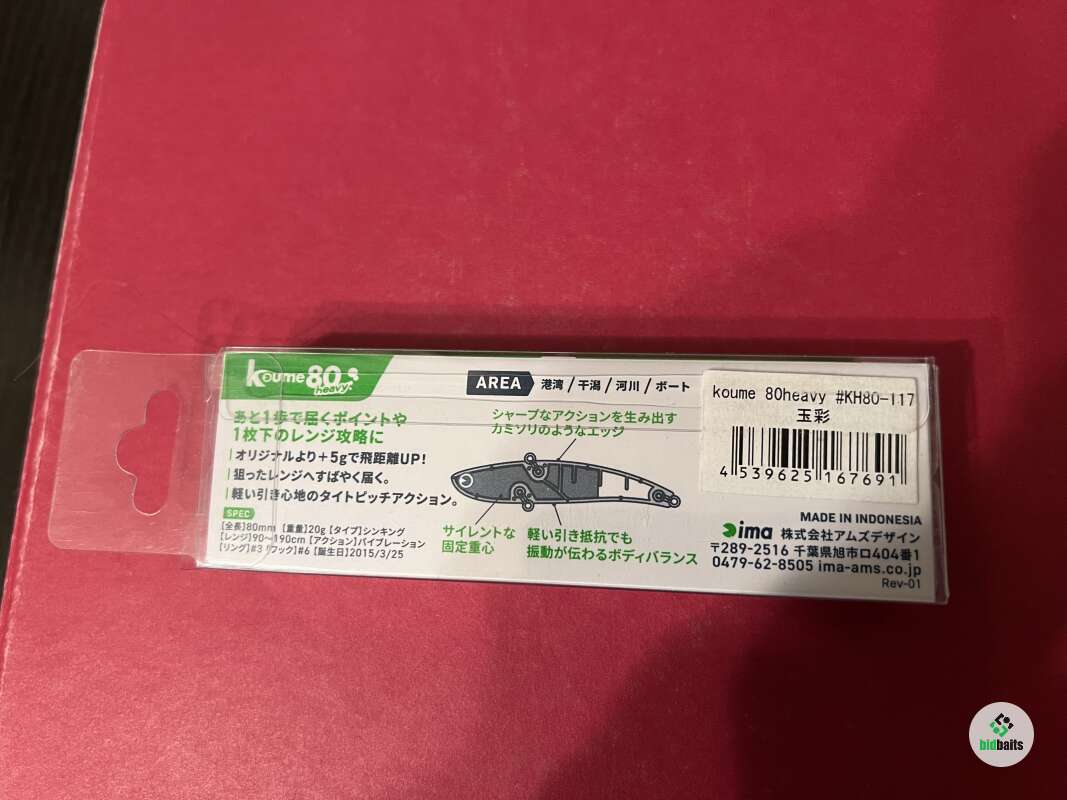 koume 80 heavy
AREA 港湾/干潟/河川/ボート
あと1歩で届くポイントや
1枚下のレンジ攻略に
オリジナルより+5gで飛距離UP!
狙ったレンジへすばやく届く。
軽い引き心地のタイトピッチアクション。
SPEC
【全長】80mm 【重量】20g 【タイプ】シンキング
【レンジ】90~190cm 【アクション】バイブレーション
【リング】#3 【フック】#6 【誕生日】2015/3/25
シャープなアクションを生み出す
カミソリのようなエッジ
サイレントな
固定重心
軽い引き抵抗でも
振動が伝わるボディバランス
koume 80heavy #KH80-117
玉彩
4 539625 167691
MADE IN INDONESIA
ima 株式会社アムズデザイン
〒289-2516 千葉県旭市ロ404番1
0479-62-8505 ima-ams.co.jp
Rev-01
bidbaits